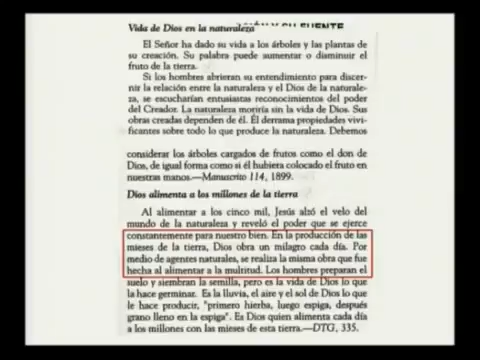 Vida de Dios en la naturaleza
Y SU FUENTE
El Señor ha dado su vida a los árboles y las plantas de
su creación. Su palabra puede aumentar o disminuir el
fruto de la tierra.
Si los hombres abrieran su entendimiento para discer-
nir la relación entre la naturaleza y el Dios de la naturale-
za, se escucharían entusiastas reconocimientos del poder
del Creador. La naturaleza moriría sin la vida de Dios. Sus
obras creadas dependen de él. Él derrama propiedades vivi-
ficantes sobre todo lo que produce la naturaleza. Debemos
considerar los árboles cargados de frutos como el don de
Dios, de igual forma como si él hubiera colocado el fruto en
nuestras manos.—Manuscrito 114, 1899.
Dios alimenta a los millones de la tierra
Al alimentar a los cinco mil, Jesús alzó el velo del
mundo de la naturaleza y reveló el poder que se ejerce
constantemente para nuestro bien. En la producción de las
mieses de la tierra, Dios obra un milagro cada día. Por
medio de agentes naturales, se realiza la misma obra que fue
hecha al alimentar a la multitud. Los hombres preparan el
suelo y siembran la semilla, pero es la vida de Dios lo que
la hace germinar. Es la lluvia, el aire y el sol de Dios lo que
le hace producir, "primero hierba, luego espiga, después
grano lleno en la espiga". Es Dios quien alimenta cada día
a los millones con las mieses de esta tierra.—DTG, 335.